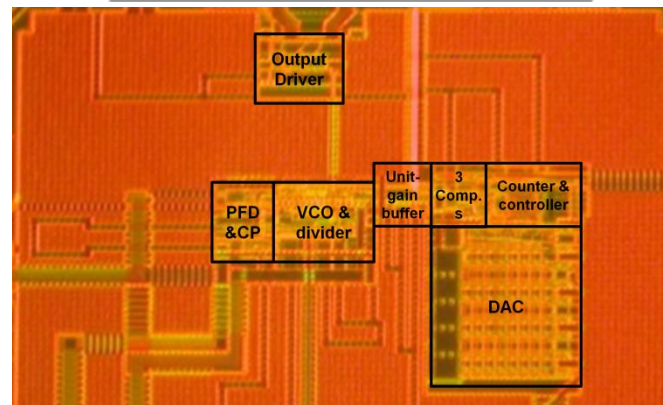 Output
Driver
PFD
&CP
VCO &
divider
Unit-
gain
buffer
3
Comp.
s
Counter &
controller
DAC